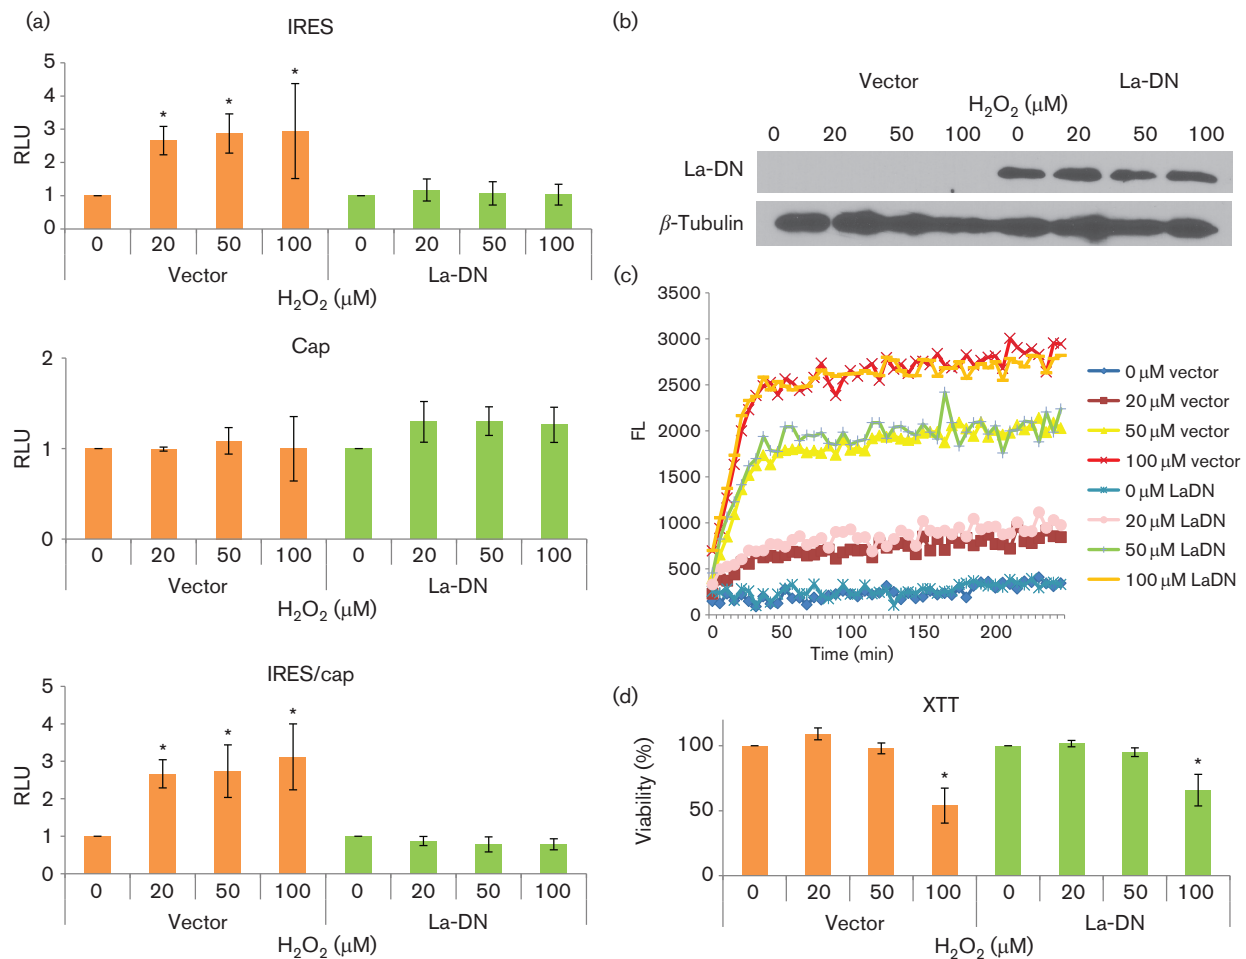 (a)
IRES
RLU
5
4
3
2
1
0
* * *
0 20 50 100 0 20 50 100
Vector La-DN
H₂O₂ (μM)
Cap
RLU
2
1
0
0 20 50 100 0 20 50 100
Vector La-DN
H₂O₂ (μM)
IRES/cap
RLU
5
4
3
2
1
0
* * *
0 20 50 100 0 20 50 100
Vector La-DN
H₂O₂ (μM)
(b)
Vector La-DN
H₂O₂ (μM)
0 20 50 100 0 20 50 100
La-DN
β-Tubulin
(c)
FL
3500
3000
2500
2000
1500
1000
500
0
0 50 100 150 200
Time (min)
0 μM vector
20 μM vector
50 μM vector
100 μM vector
0 μM LaDN
20 μM LaDN
50 μM LaDN
100 μM LaDN
(d)
XTT
Viability (%)
100
50
0
* *
0 20 50 100 0 20 50 100
Vector La-DN
H₂O₂ (μM)